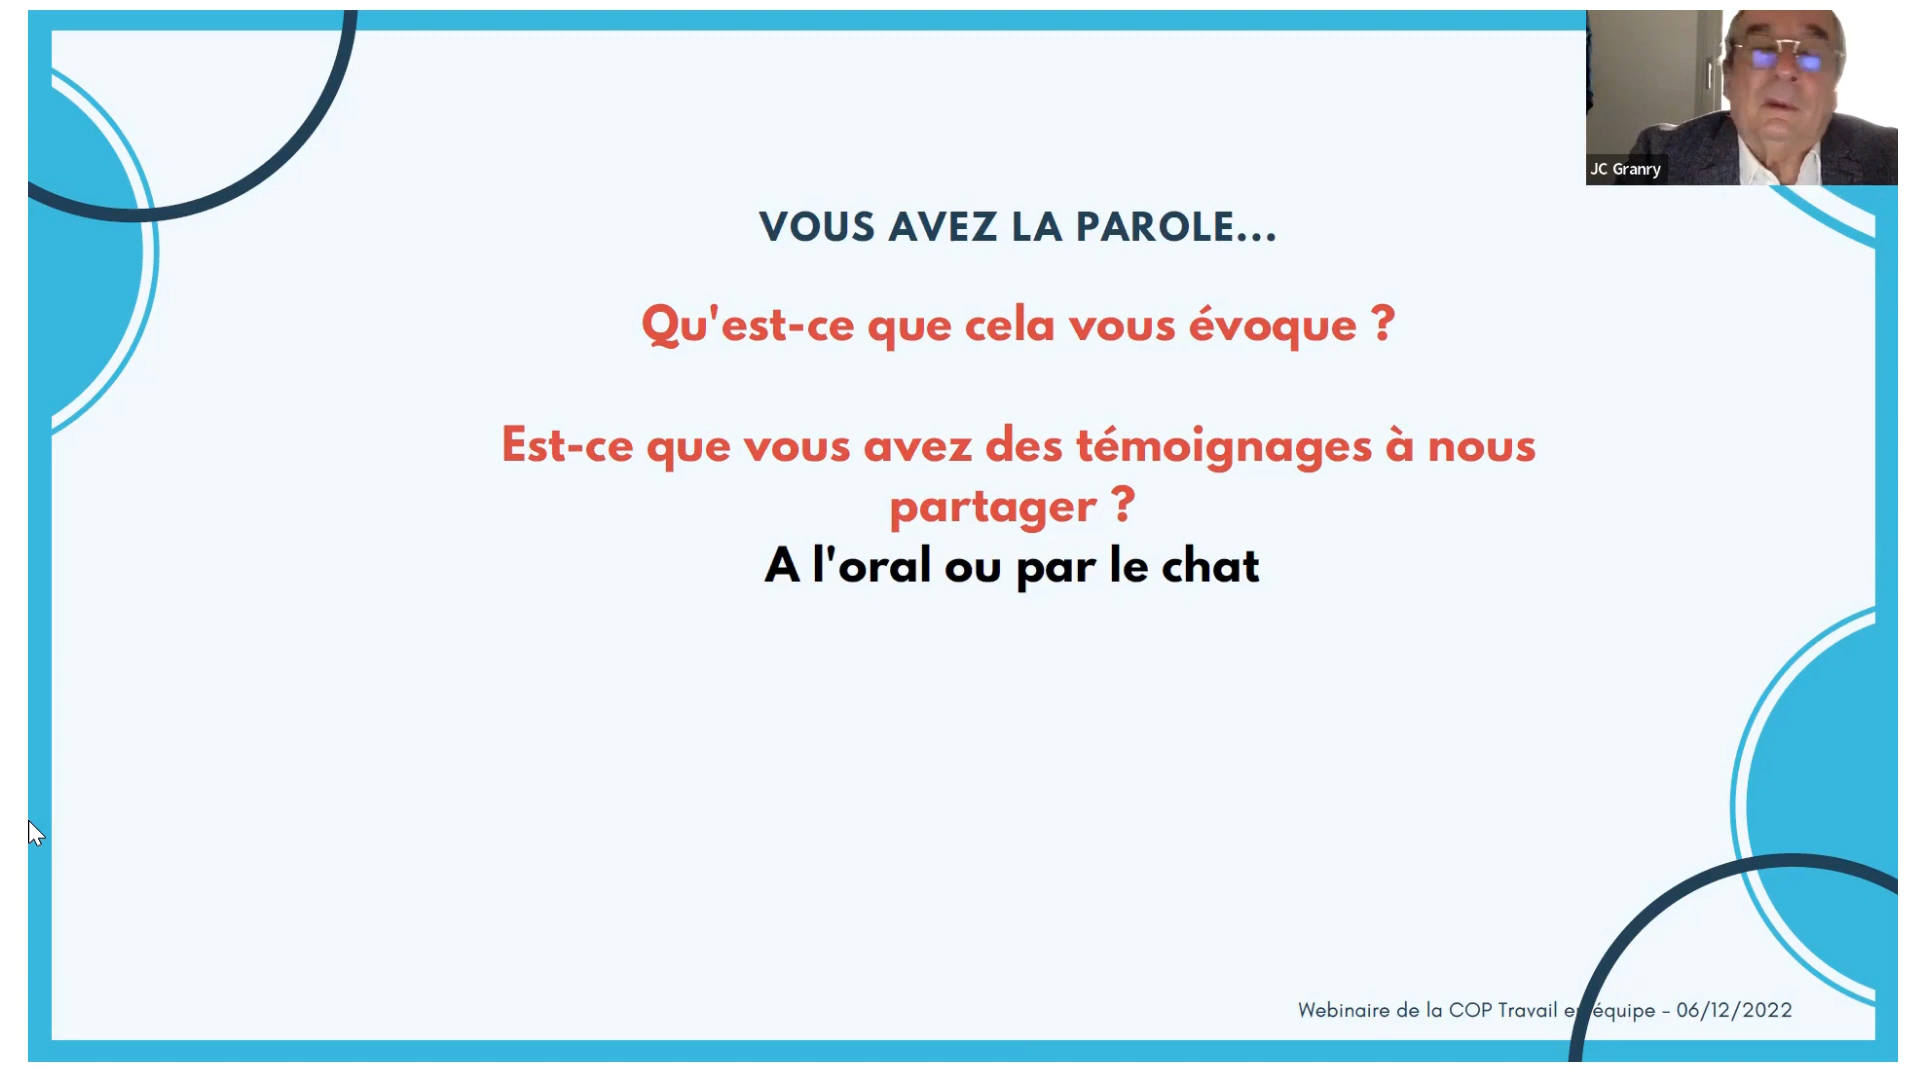 JC Granry
VOUS AVEZ LA PAROLE...
Qu'est-ce que cela vous évoque ?
Est-ce que vous avez des témoignages à nous
partager ?
A l'oral ou par le chat
Webinaire de la COP Travail en équipe - 06/12/2022